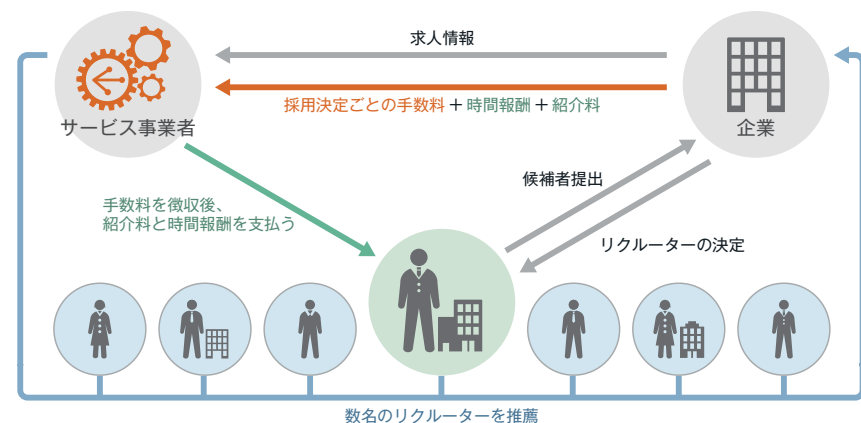 求人情報
採用決定ごとの手数料 + 時間報酬 + 紹介料
サービス事業者
企業
候補者提出
手数料を徴収後、
紹介料と時間報酬を支払う
リクルーターの決定
数名のリクルーターを推薦